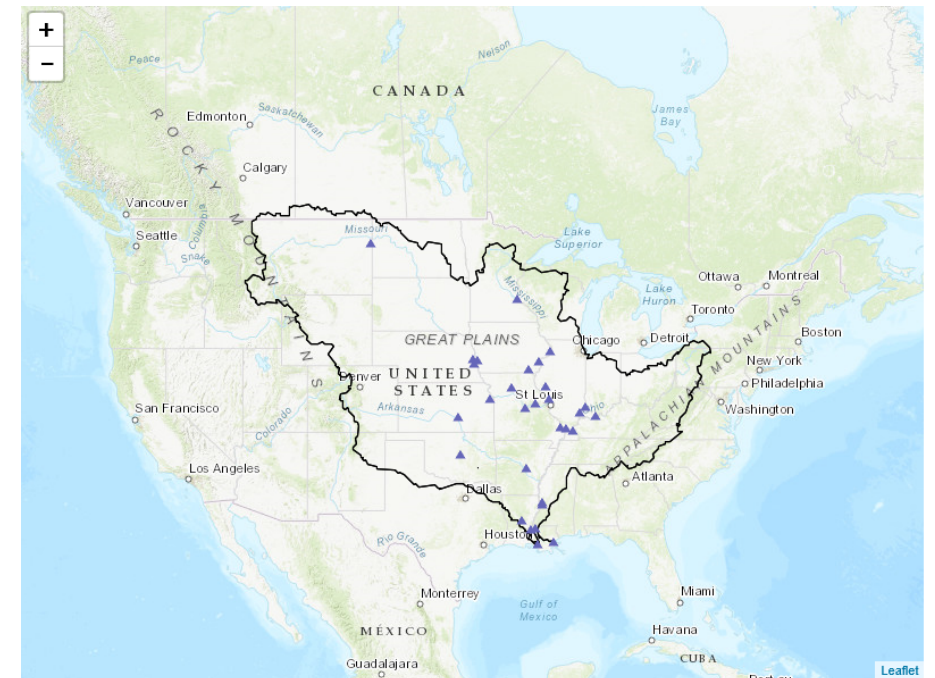 +
−
Peace
Nelson
CANADA
James
Bay
Edmonton
Saskatchewan
ROCKY MOUNTAINS
Calgary
Vancouver
Columbia
Seattle
Snake
Missouri
Lake
Superior
Mississippi
Ottawa
Montreal
Lake
Huron
Toronto
GREAT PLAINS
Chicago
Detroit
Boston
APPALACHIAN MOUNTAINS
New York
Denver
UNITED
STATES
Philadelphia
St Louis
Ohio
San Francisco
Colorado
Arkansas
Washington
Los Angeles
Dallas
Atlanta
Rio Grande
Houston
Monterrey
Gulf of
Mexico
Miami
MÉXICO
Havana
Guadalajara
CUBA
Leaflet